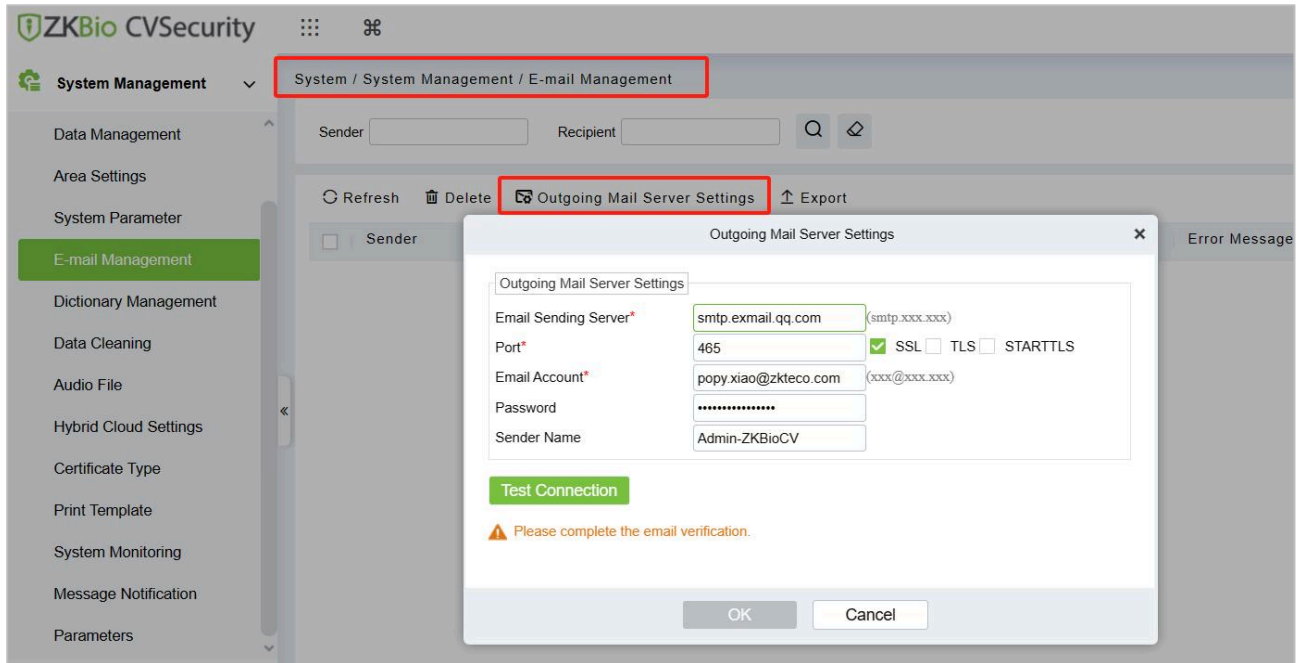 ZKBio CVSecurity
System Management
System / System Management / E-mail Management
Data Management
Area Settings
System Parameter
E-mail Management
Dictionary Management
Data Cleaning
Audio File
Hybrid Cloud Settings
Certificate Type
Print Template
System Monitoring
Message Notification
Parameters
Sender Recipient
Refresh Delete Outgoing Mail Server Settings Export
Sender Error Message
Outgoing Mail Server Settings
Outgoing Mail Server Settings
Email Sending Server* smtp.exmail.qq.com (smtp.xxx.xxx)
Port* 465 SSL TLS STARTTLS
Email Account* popy.xiao@zkteco.com (xxx@xxx.xxx)
Password ••••••••••••••••
Sender Name Admin-ZKBioCV
Test Connection
Please complete the email verification.
OK Cancel